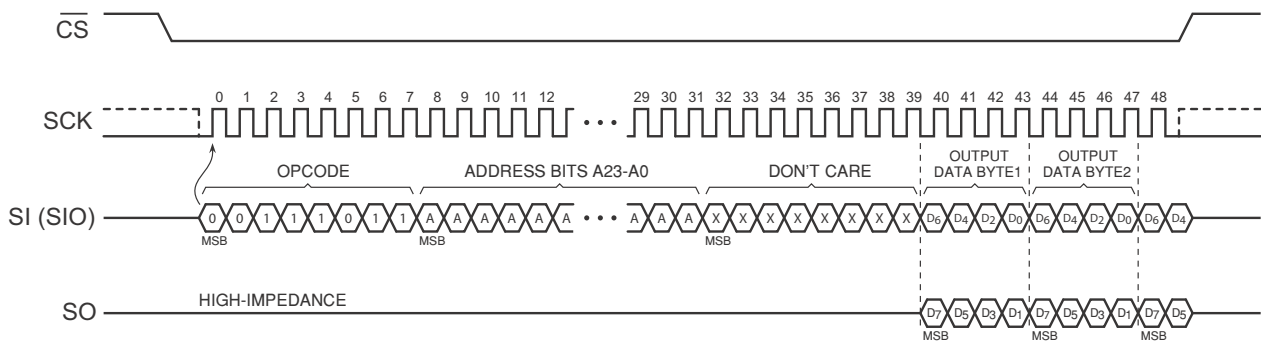 CS
0 1 2 3 4 5 6 7 8 9 10 11 12 29 30 31 32 33 34 35 36 37 38 39 40 41 42 43 44 45 46 47 48
SCK
OPCODE ADDRESS BITS A23-A0 DON'T CARE OUTPUT DATA BYTE1 OUTPUT DATA BYTE2
SI (SIO) 0 0 1 1 1 0 1 1 A A A A A A A A A X X X X X X X X D6 D4 D2 D0 D6 D4 D2 D0 D6 D4
MSB MSB MSB
HIGH-IMPEDANCE
SO D7 D5 D3 D1 D7 D5 D3 D1 D7 D5
MSB MSB MSB